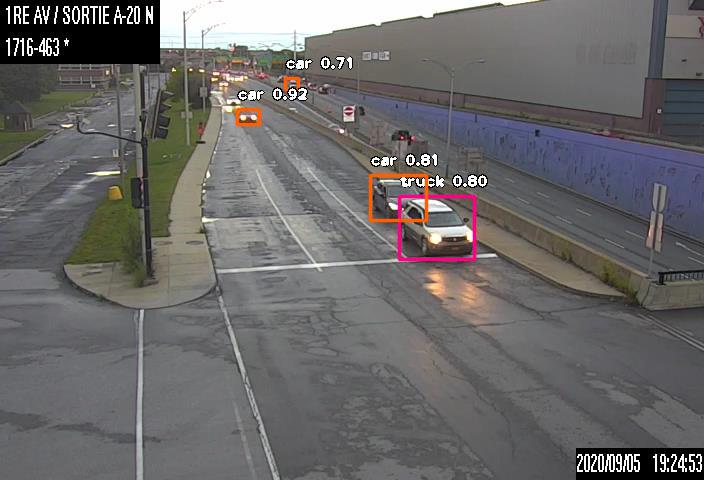 1RE AV / SORTIE A-20 N
1716-463 *
car 0.71
car 0.92
car 0.81
truck 0.80
2020/09/05 19:24:53